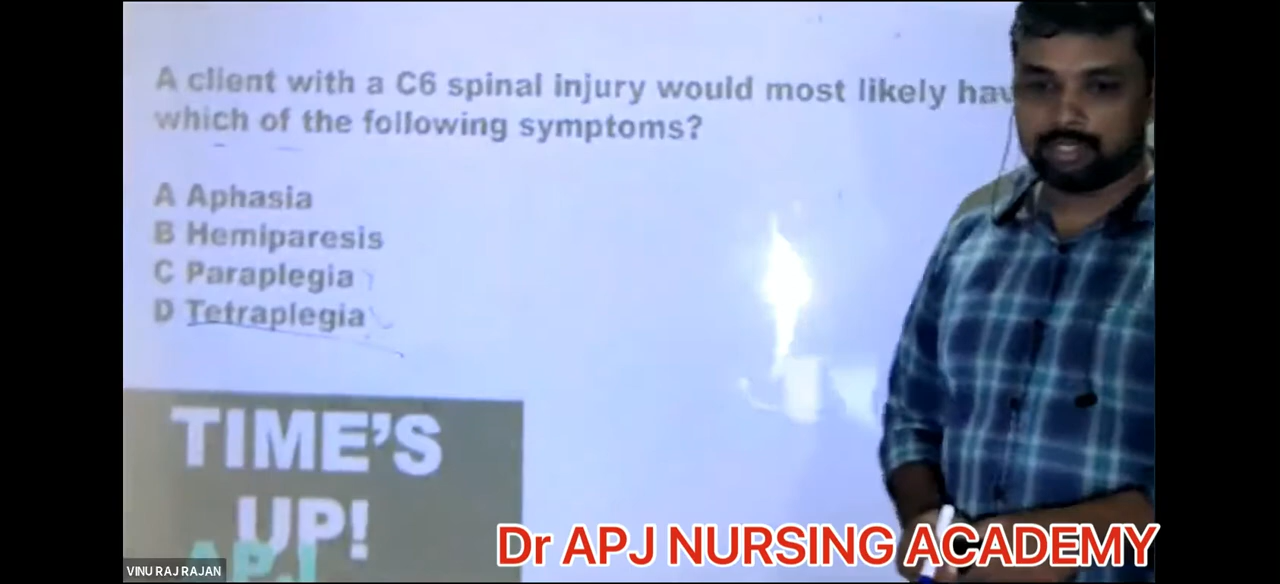 A client with a C6 spinal injury would most likely hav
which of the following symptoms?
A Aphasia
B Hemiparesis
C Paraplegia
D Tetraplegia
TIME'S
UP!
APJ
Dr APJ NURSING ACADEMY
VINU RAJ RAJAN